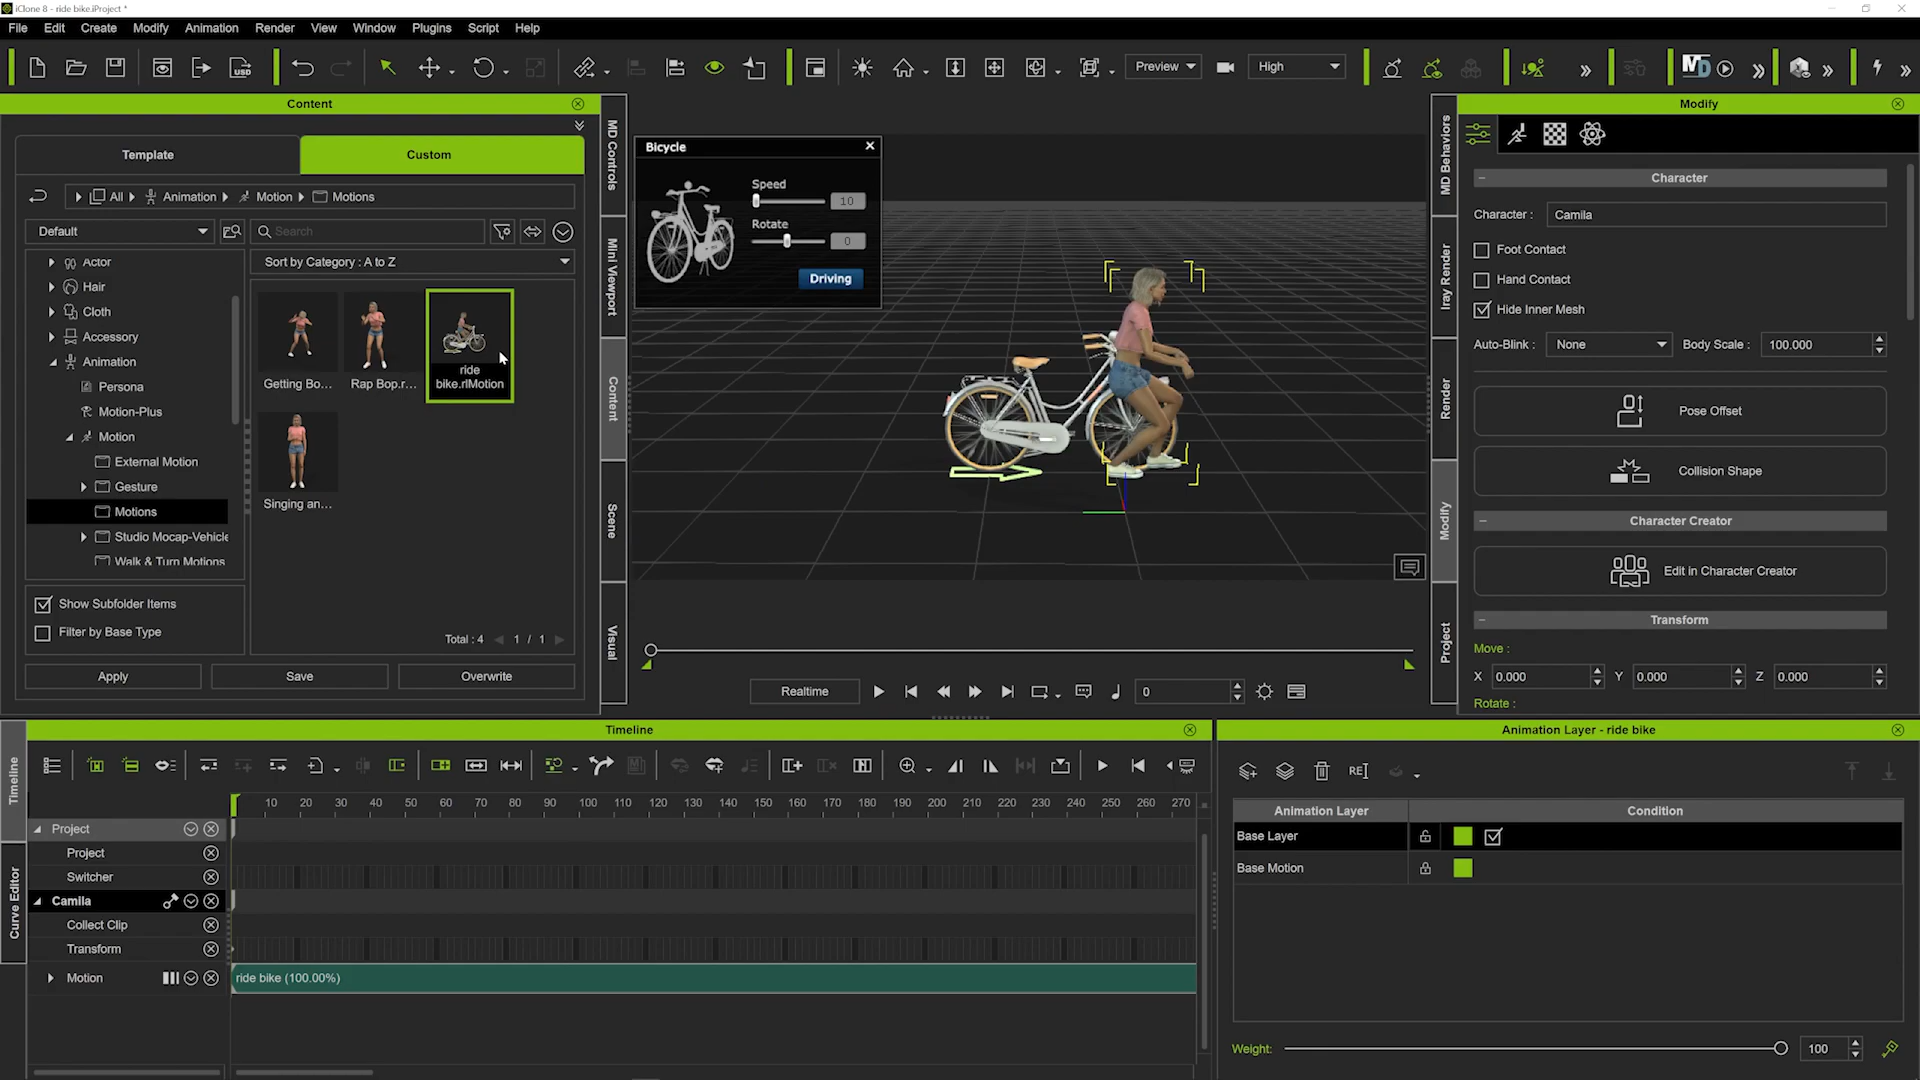 iClone 8 - ride bike.iProject *
File Edit Create Modify Animation Render View Window Plugins Script Help
USD Preview High MD
Content
Template Custom
All Animation Motion Motions
Default Search
Sort by Category : A to Z
Actor
Hair
Cloth
Accessory
Animation
Persona
Motion-Plus
Motion
External Motion
Gesture
Motions
Studio Mocap-Vehicle
Walk & Turn Motions
Getting Bo...
Rap Bop.r...
ride
bike.rlMotion
Singing an...
Show Subfolder Items
Filter by Base Type
Total : 4 1 / 1
Apply Save Overwrite
MD Controls
Mini Viewport
Content
Scene
Visual
Bicycle
Speed
10
Rotate
0
Driving
Realtime 0
MD Behaviors
Iray Render
Render
Modify
Project
Modify
Character
Character : Camila
Foot Contact
Hand Contact
Hide Inner Mesh
Auto-Blink : None Body Scale : 100.000
Pose Offset
Collision Shape
Character Creator
Edit in Character Creator
Transform
Move :
X 0.000 Y 0.000 Z 0.000
Rotate :
Timeline
Curve Editor
Timeline
10 20 30 40 50 60 70 80 90 100 110 120 130 140 150 160 170 180 190 200 210 220 230 240 250 260 270
Project
Project
Switcher
Camila
Collect Clip
Transform
Motion ride bike (100.00%)
Animation Layer - ride bike
Animation Layer Condition
Base Layer
Base Motion
Weight: 100